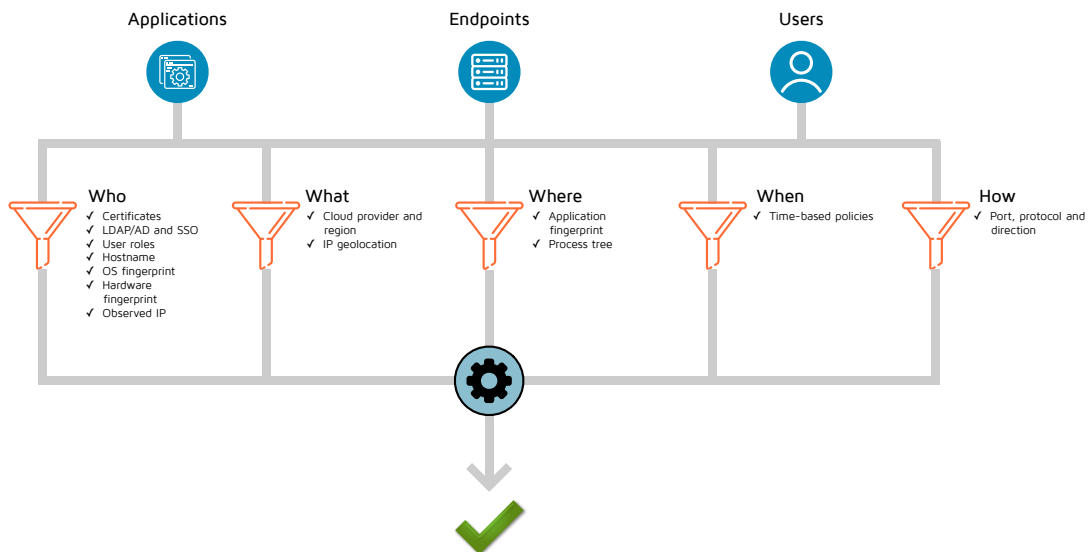 Applications
Endpoints
Users
Who
✓ Certificates
✓ LDAP/AD and SSO
✓ User roles
✓ Hostname
✓ OS fingerprint
✓ Hardware
fingerprint
✓ Observed IP
What
✓ Cloud provider and
region
✓ IP geolocation
Where
✓ Application
fingerprint
✓ Process tree
When
✓ Time-based policies
How
✓ Port, protocol and
direction